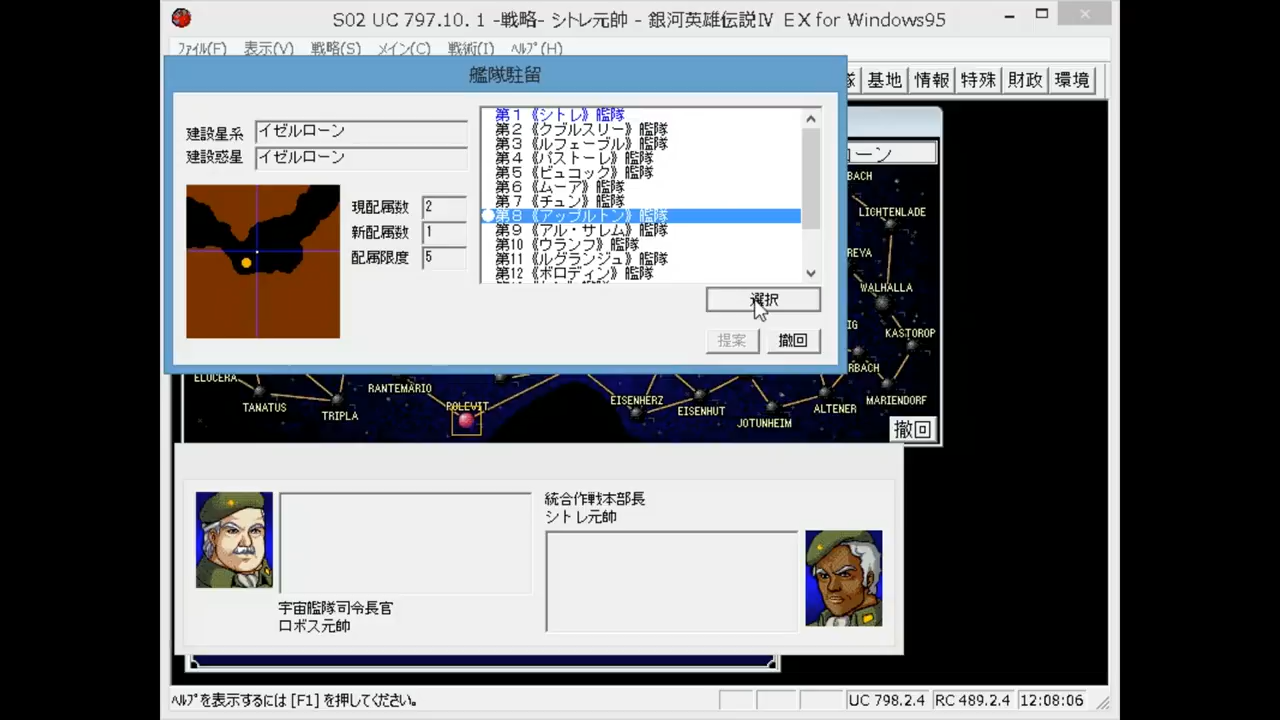 S02 UC 797.10. 1 -戦略- シトレ元帥 - 銀河英雄伝説Ⅳ EX for Windows95
ﾌｧｲﾙ(F) 表示(V) 戦略(S) メイン(C) 戦術(I) ﾍﾙﾌﾟ(H)
艦隊駐留
基地 情報 特殊 財政 環境
建設星系 イゼルローン
建設惑星 イゼルローン
現配属数 2
新配属数 1
配属限度 5
第1《シトレ》艦隊
第2《クブルスリー》艦隊
第3《ルフェーブル》艦隊
第4《パストーレ》艦隊
第5《ビュコック》艦隊
第6《ムーア》艦隊
第7《チュン》艦隊
第8《アップルトン》艦隊
第9《アル・サレム》艦隊
第10《ウランフ》艦隊
第11《ルグランジュ》艦隊
第12《ボロディン》艦隊
選択
提案 撤回
ーン
BACH
LICHTENLADE
REYA
WALHALLA
IG
KASTOROP
RBACH
ELUCERA
TANATUS
TRIPLA
RANTEMARIO
POLEVIT
EISENHERZ
EISENHUT
JOTUNHEIM
ALTENER
MARIENDORF
撤回
統合作戦本部長
シトレ元帥
宇宙艦隊司令長官
ロボス元帥
ﾍﾙﾌﾟを表示するには [F1] を押してください。
UC 798.2.4 RC 489.2.4 12:08:06